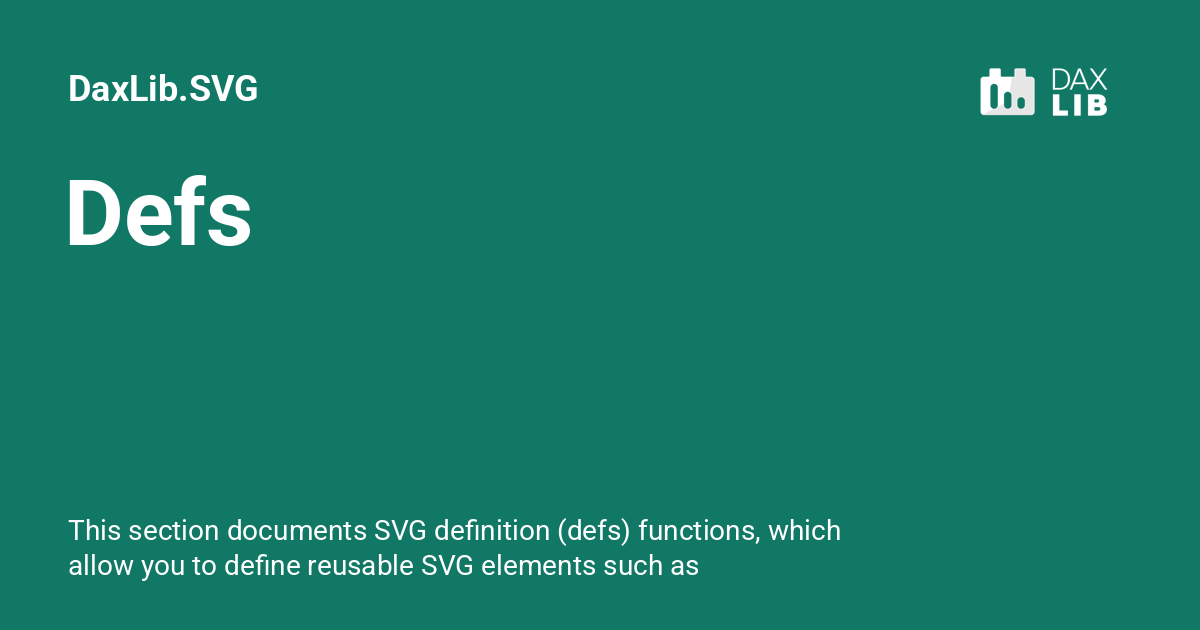 DaxLib.SVG
DAX
LIB
Defs
This section documents SVG definition (defs) functions, which
allow you to define reusable SVG elements such as